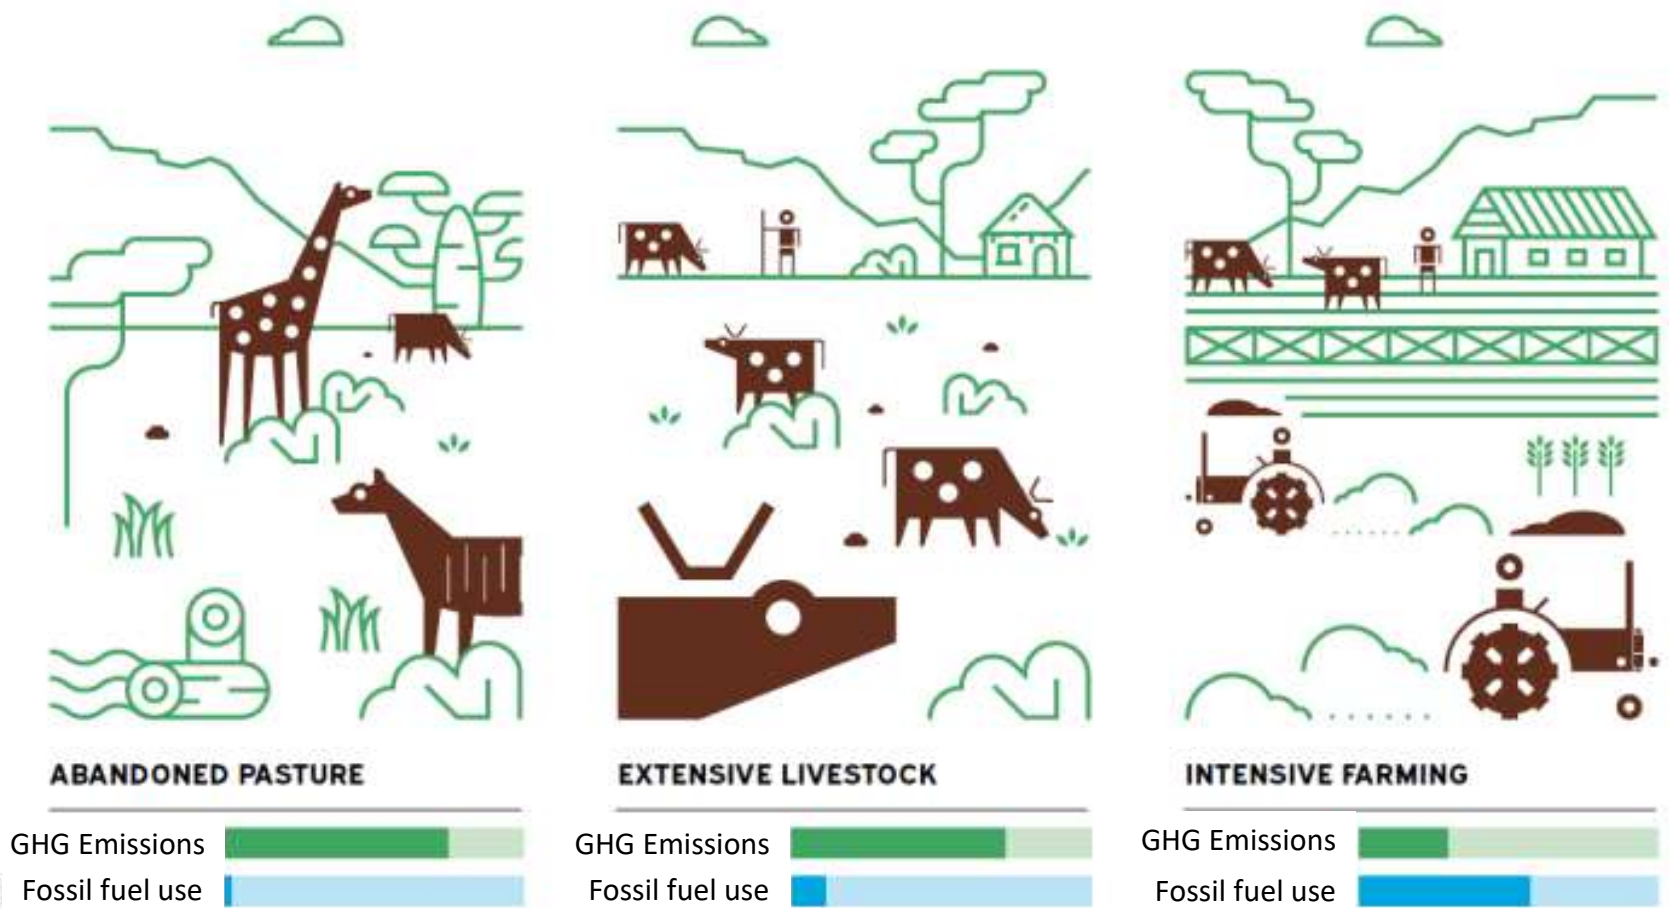 ABANDONED PASTURE
GHG Emissions
Fossil fuel use
EXTENSIVE LIVESTOCK
GHG Emissions
Fossil fuel use
INTENSIVE FARMING
GHG Emissions
Fossil fuel use